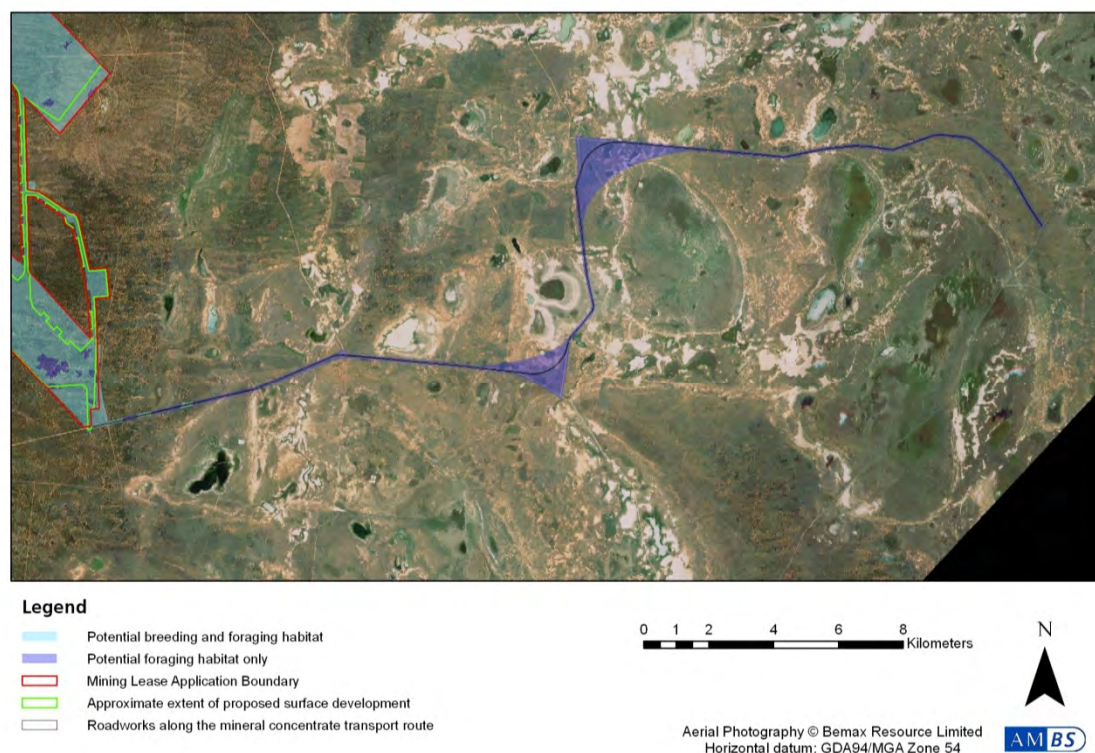 Legend
Potential breeding and foraging habitat
Potential foraging habitat only
Mining Lease Application Boundary
Approximate extent of proposed surface development
Roadworks along the mineral concentrate transport route
0 1 2 4 6 8
Kilometers
N
Aerial Photography © Bemax Resource Limited
Horizontal datum: GDA94/MGA Zone 54
AMBS